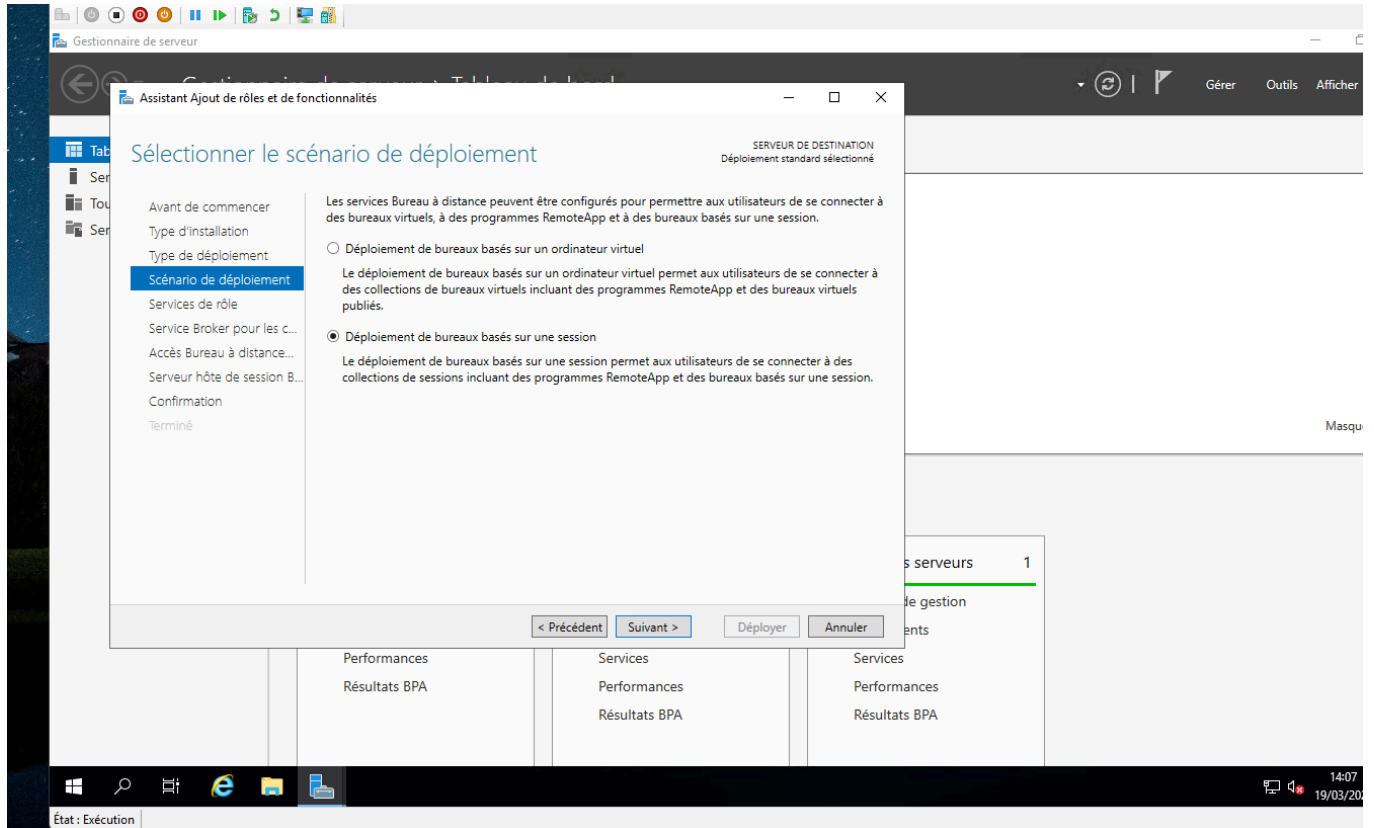 Gestionnaire de serveur
Gérer Outils Afficher
Assistant Ajout de rôles et de fonctionnalités
Sélectionner le scénario de déploiement
SERVEUR DE DESTINATION
Déploiement standard sélectionné
Tab
Ser
Tou
Ser
Avant de commencer
Type d'installation
Type de déploiement
Scénario de déploiement
Services de rôle
Service Broker pour les c...
Accès Bureau à distance...
Serveur hôte de session B...
Confirmation
Terminé
Les services Bureau à distance peuvent être configurés pour permettre aux utilisateurs de se connecter à
des bureaux virtuels, à des programmes RemoteApp et à des bureaux basés sur une session.
Déploiement de bureaux basés sur un ordinateur virtuel
Le déploiement de bureaux basés sur un ordinateur virtuel permet aux utilisateurs de se connecter à
des collections de bureaux virtuels incluant des programmes RemoteApp et des bureaux virtuels
publiés.
Déploiement de bureaux basés sur une session
Le déploiement de bureaux basés sur une session permet aux utilisateurs de se connecter à des
collections de sessions incluant des programmes RemoteApp et des bureaux basés sur une session.
Masqu
< Précédent Suivant > Déployer Annuler
s serveurs 1
de gestion
ents
Performances
Résultats BPA
Services
Performances
Résultats BPA
Services
Performances
Résultats BPA
14:07
19/03/20
État : Exécution